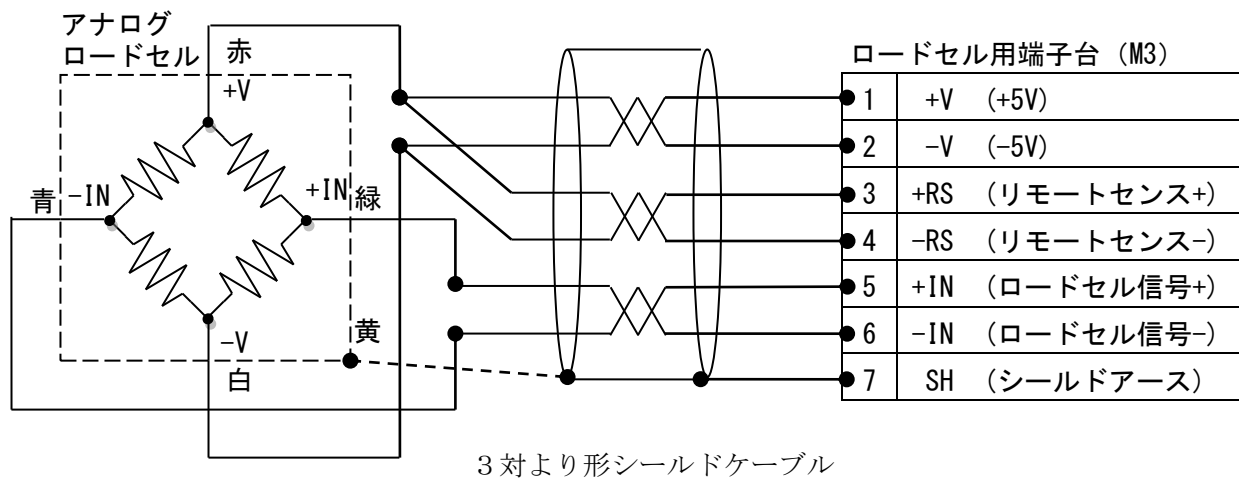 アナログ
ロードセル
赤
+V
青
-IN
+IN
緑
-V
白
黄
ロードセル用端子台 (M3)
1 +V (+5V)
2 -V (-5V)
3 +RS (リモートセンス+)
4 -RS (リモートセンス-)
5 +IN (ロードセル信号+)
6 -IN (ロードセル信号-)
7 SH (シールドアース)
3対より形シールドケーブル